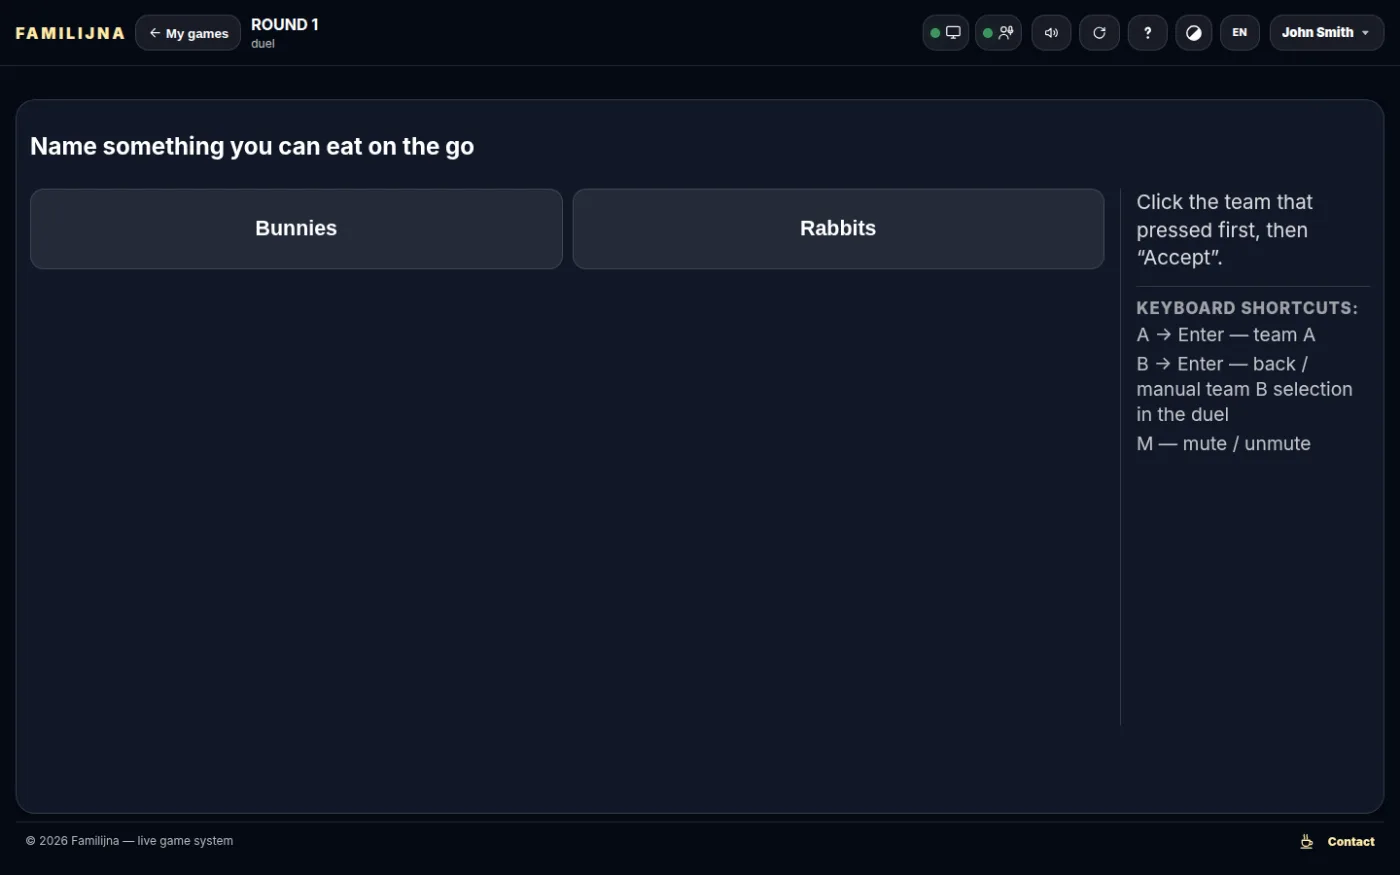 FAMILIJNA
← My games
ROUND 1
duel
?
EN
John Smith
Name something you can eat on the go
Bunnies
Rabbits
Click the team that
pressed first, then
“Accept”.
KEYBOARD SHORTCUTS:
A → Enter — team A
B → Enter — back /
manual team B selection
in the duel
M — mute / unmute
© 2026 Familijna — live game system
Contact